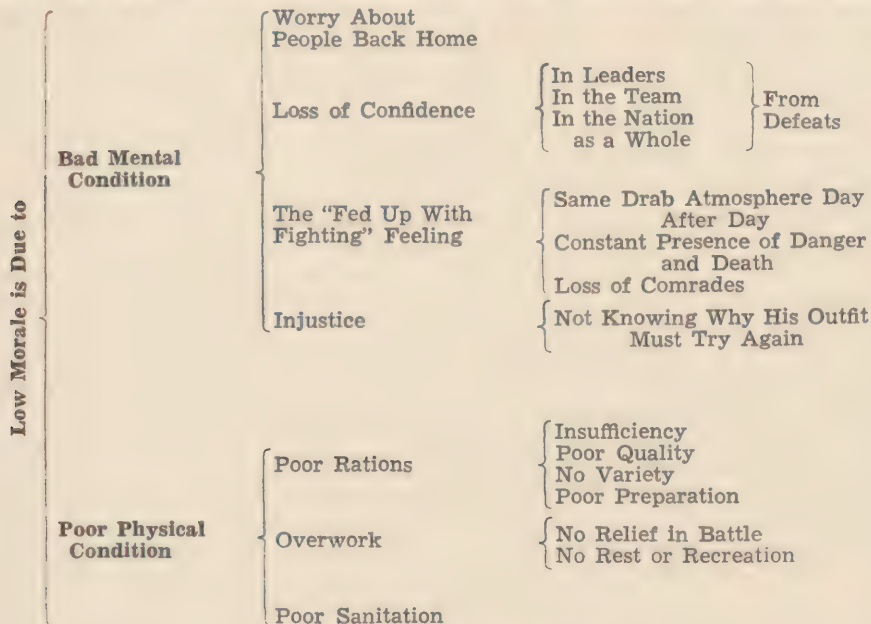 Low Morale is Due to
Bad Mental
Condition
Worry About
People Back Home
Loss of Confidence
In Leaders
In the Team
In the Nation
as a Whole
From
Defeats
The “Fed Up With
Fighting” Feeling
Same Drab Atmosphere Day
After Day
Constant Presence of Danger
and Death
Loss of Comrades
Injustice
Not Knowing Why His Outfit
Must Try Again
Poor Physical
Condition
Poor Rations
Insufficiency
Poor Quality
No Variety
Poor Preparation
Overwork
No Relief in Battle
No Rest or Recreation
Poor Sanitation